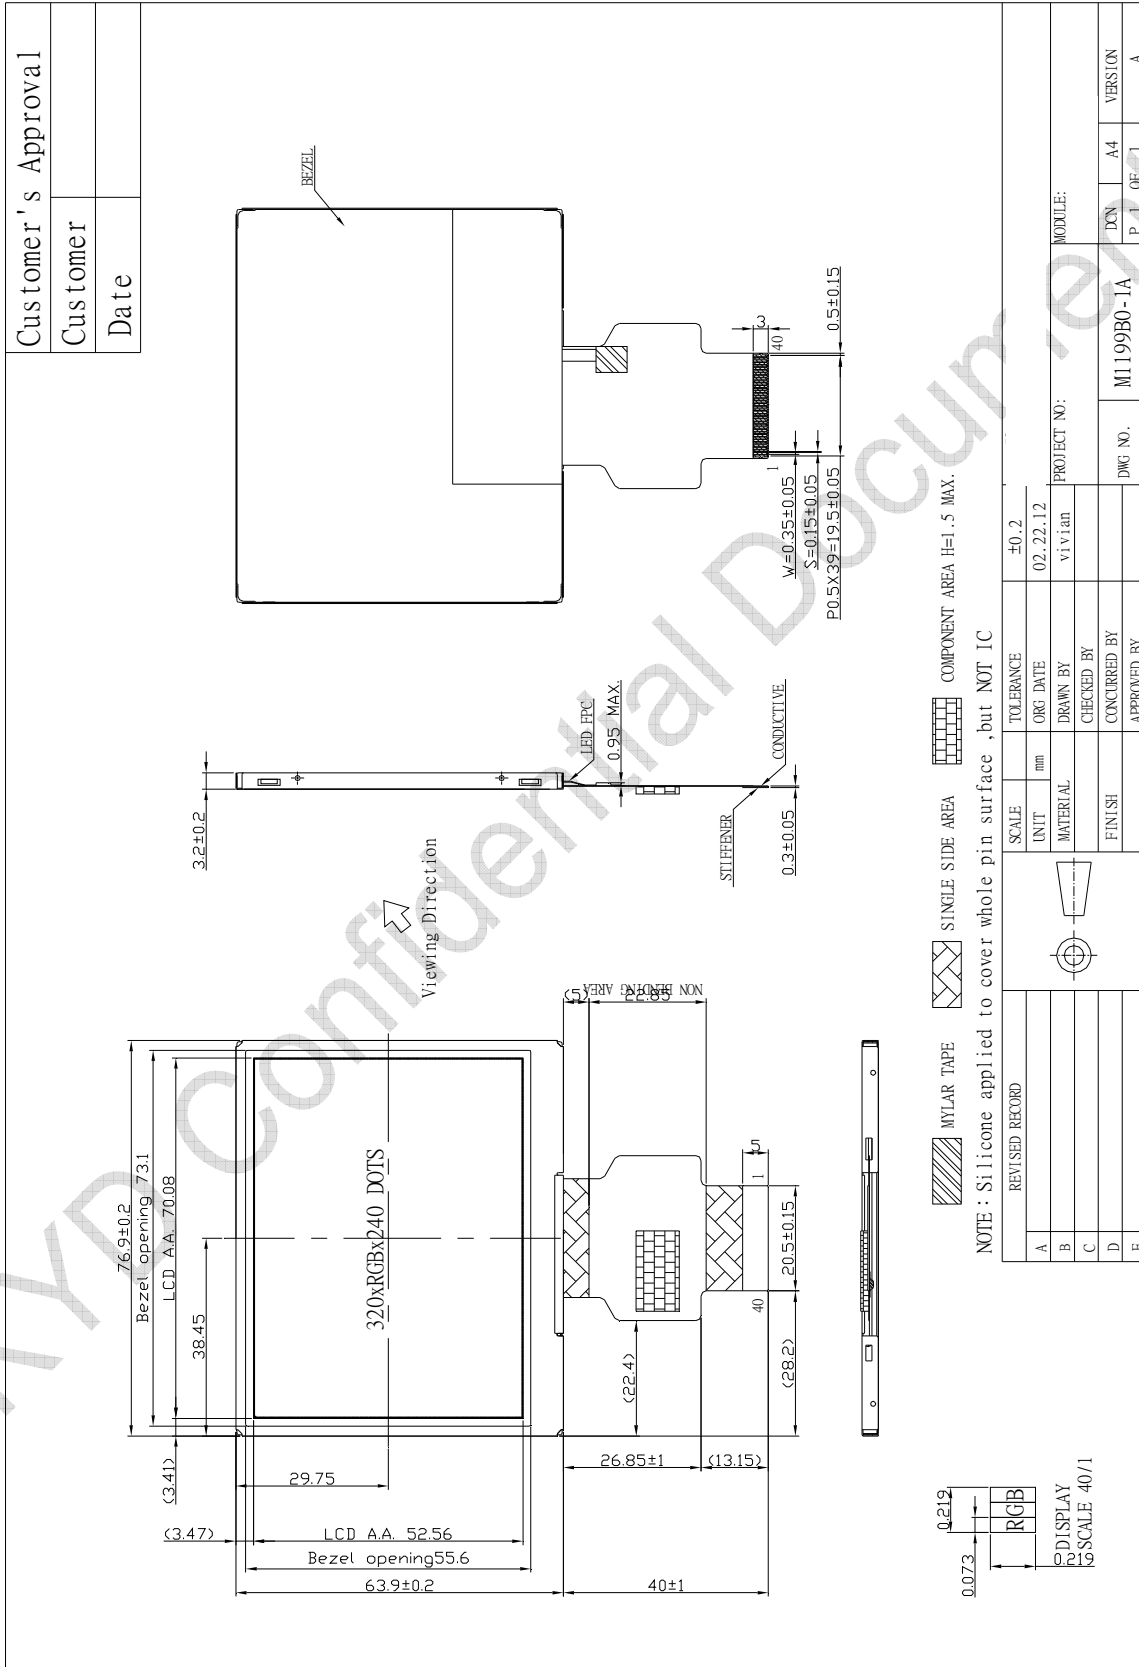 Customer's Approval
Customer
Date
BEZEL
3
40
1
0.5±0.15
W=0.35±0.05
S=0.15±0.05
P0.5X39=19.5±0.05
3.2±0.2
LED FPC
0.95 MAX.
CONDUCTIVE
STIFFENER
0.3±0.05
Viewing Direction
76.9±0.2
Bezel opening 73.1
LCD A.A. 70.08
38.45
(3.41)
320xRGBx240 DOTS
29.75
(3.47)
LCD A.A. 52.56
Bezel opening55.6
63.9±0.2
40±1
(5)
22.85
NON BENDING AREA
5
1
40
20.5±0.15
(28.2)
(22.4)
26.85±1
(13.15)
0.219
0.073
RGB
0.219
DISPLAY
SCALE 40/1
MYLAR TAPE
SINGLE SIDE AREA
COMPONENT AREA H=1.5 MAX.
NOTE: Silicone applied to cover whole pin surface ,but NOT IC
REVISED RECORD
A
B
C
D
SCALE
TOLERANCE
±0.2
UNIT
mm
ORG DATE
02.22.12
MATERIAL
DRAWN BY
vivian
PROJECT NO:
MODULE:
CHECKED BY
FINISH
CONCURRED BY
DWG NO.
M1199B0-1A
DCN
A4
VERSION
APPROVED BY
P 1 OF 1
A
XYD Confidential Document